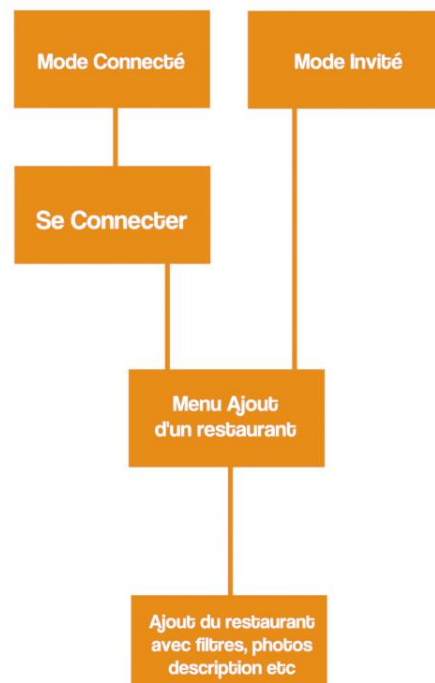 Mode Connecté
Mode Invité
Se Connecter
Menu Ajout
d'un restaurant
Ajout du restaurant
avec filtres, photos
description etc